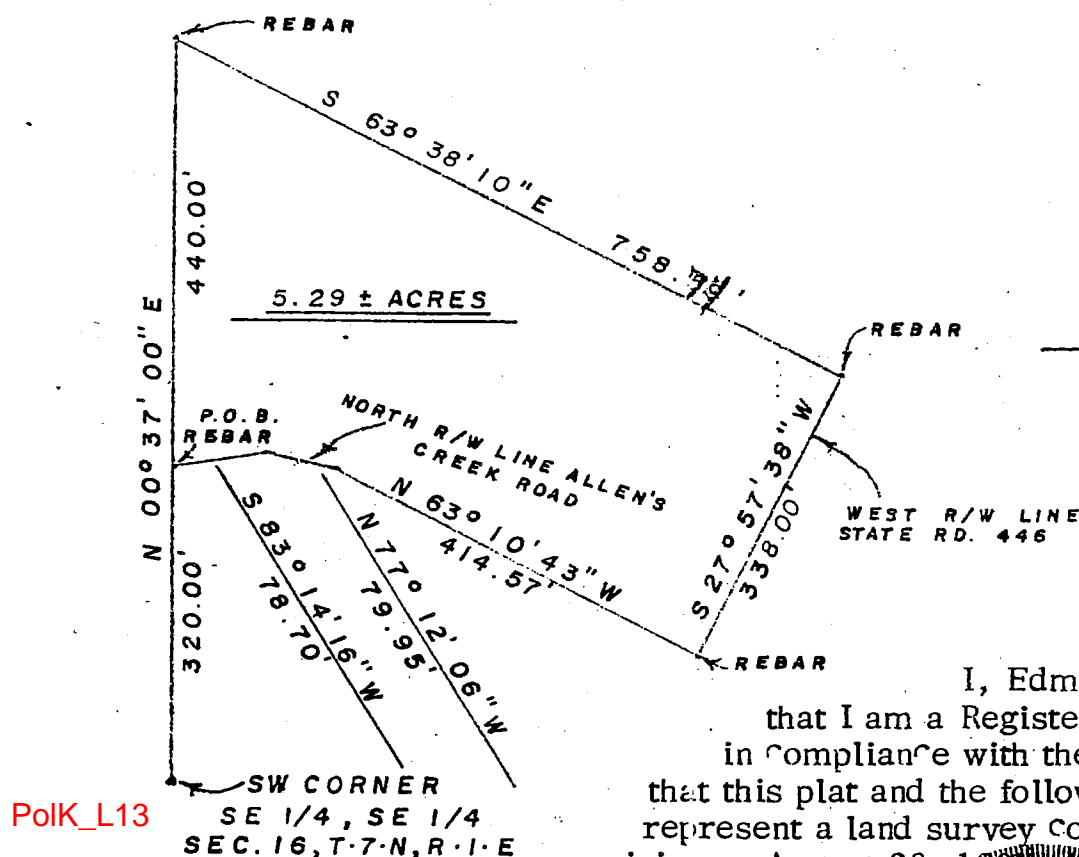 REBAR
S 63° 38' 10" E 758.
440.00'
5.29 ± ACRES
N 00° 37' 00" E
REBAR
P.O.B.
REBAR
NORTH R/W LINE ALLEN'S
CREEK ROAD
N 63° 10' 43" W
414.57'
S 27° 57' 38" W
338.00'
WEST R/W LINE
STATE RD. 446
S 83° 14' 16" W
78.70'
N 77° 12' 06" W
79.95'
320.00'
REBAR
SW CORNER
SE 1/4, SE 1/4
SEC. 16, T-7-N, R-1-E
PolK_L13
I, Edm
that I am a Registe
in compliance with the
that this plat and the follow
represent a land survey co